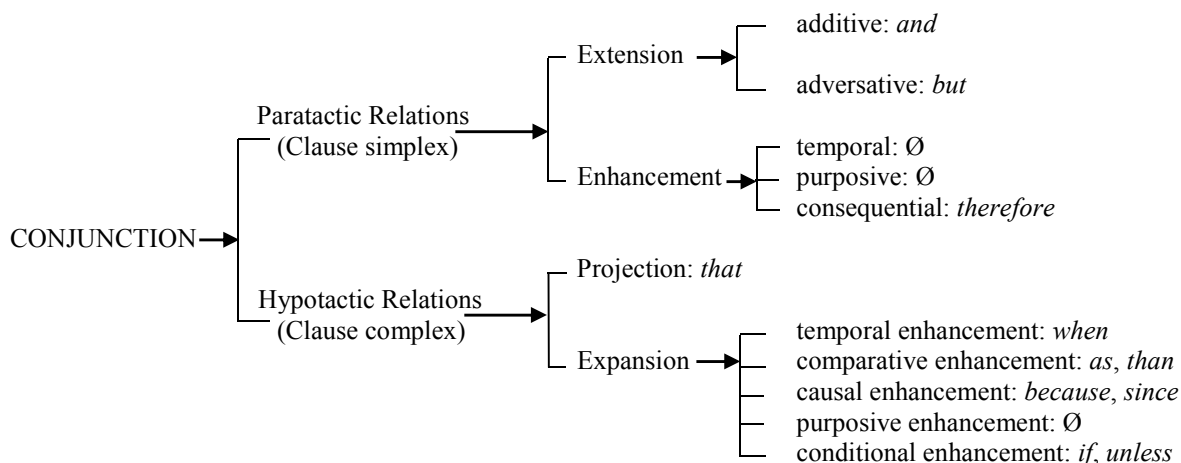 additive: and
Extension
adversative: but
Paratactic Relations
(Clause simplex)
temporal: Ø
Enhancement
purposive: Ø
consequential: therefore
CONJUNCTION
Projection: that
Hypotactic Relations
(Clause complex)
temporal enhancement: when
Expansion
comparative enhancement: as, than
causal enhancement: because, since
purposive enhancement: Ø
conditional enhancement: if, unless